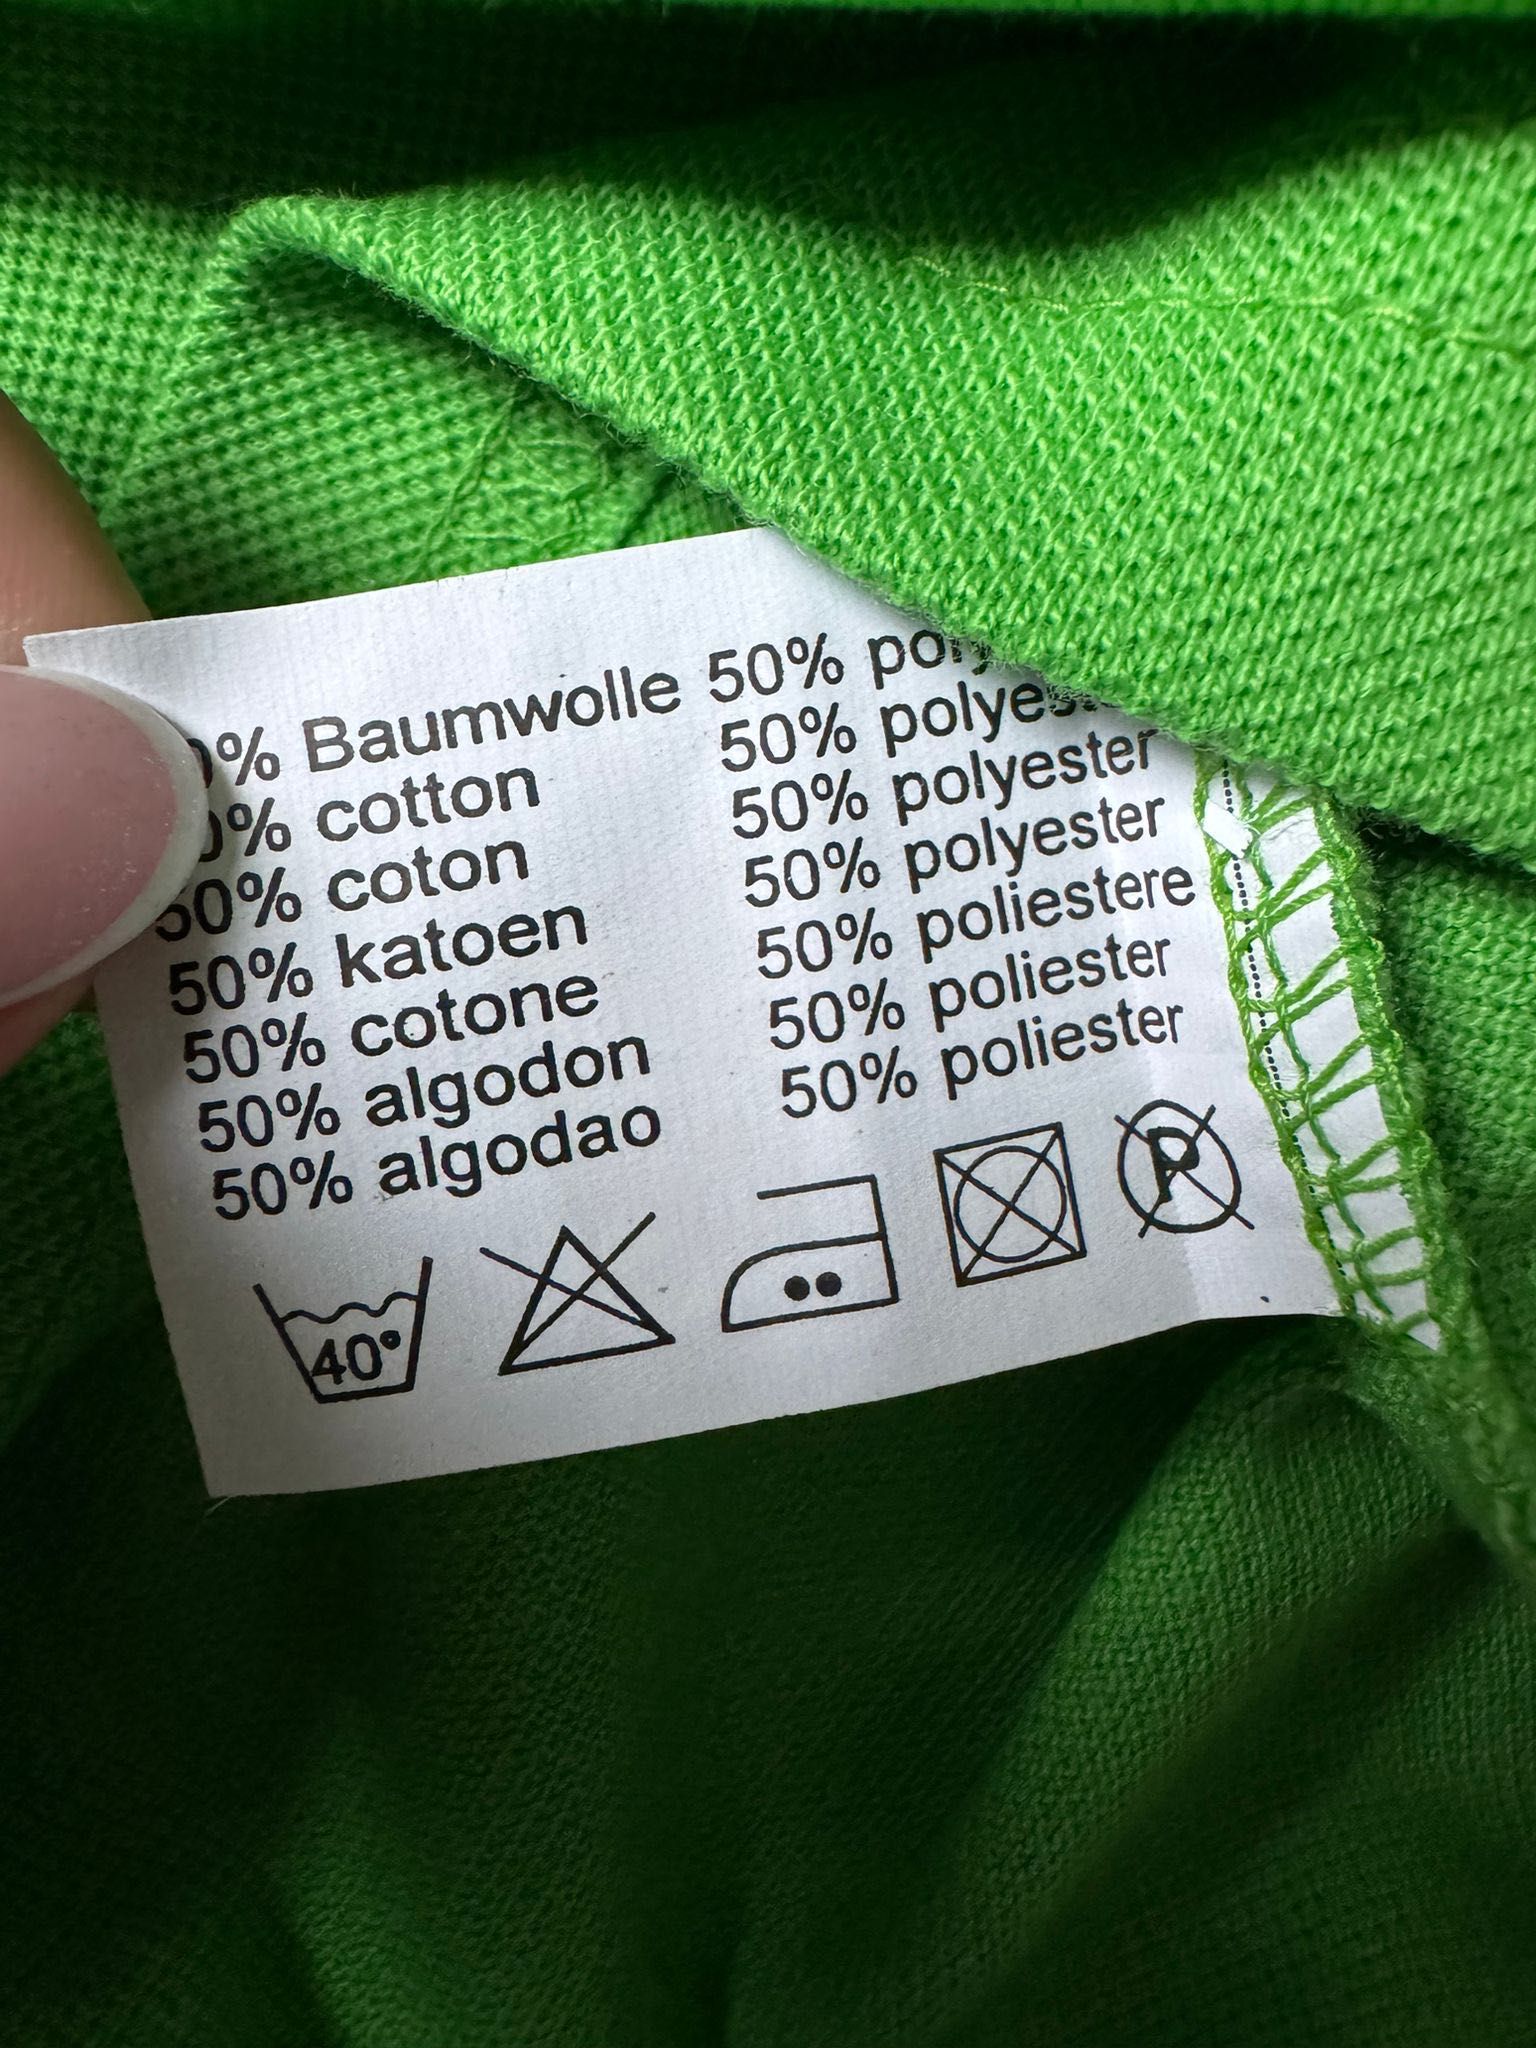 % Baumwolle 50%
% cotton 50%
50% coton 50% polyester
50% katoen 50% polyester
50% cotone 50% poliestere
50% algodon 50% poliester
50% algodao 50% poliester
40° P